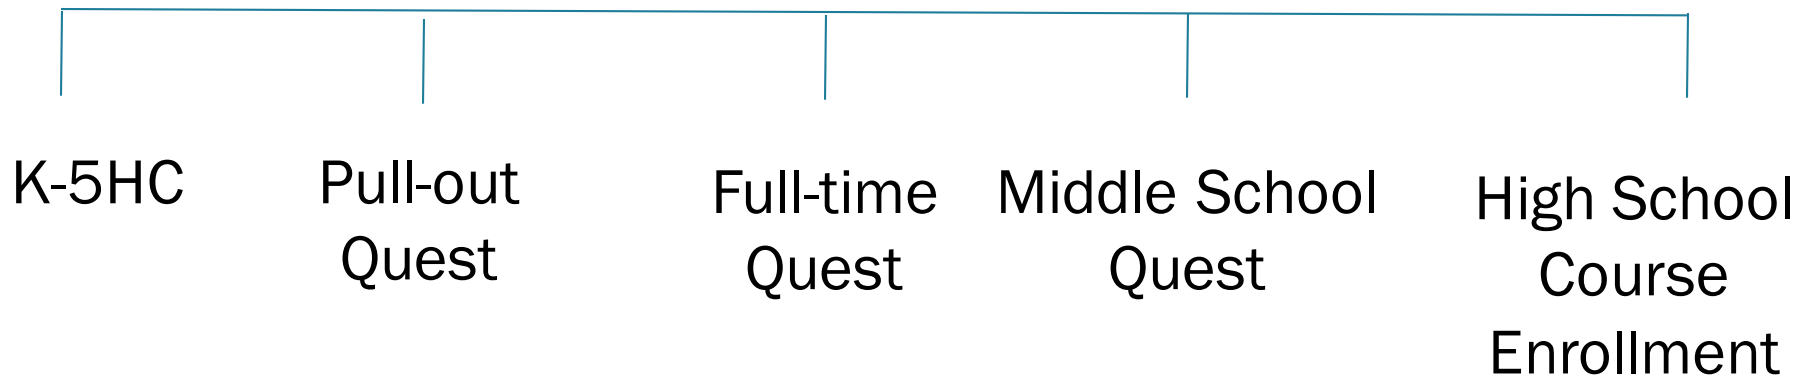 K-5HC
Pull-out
Quest
Full-time
Quest
Middle School
Quest
High School
Course
Enrollment